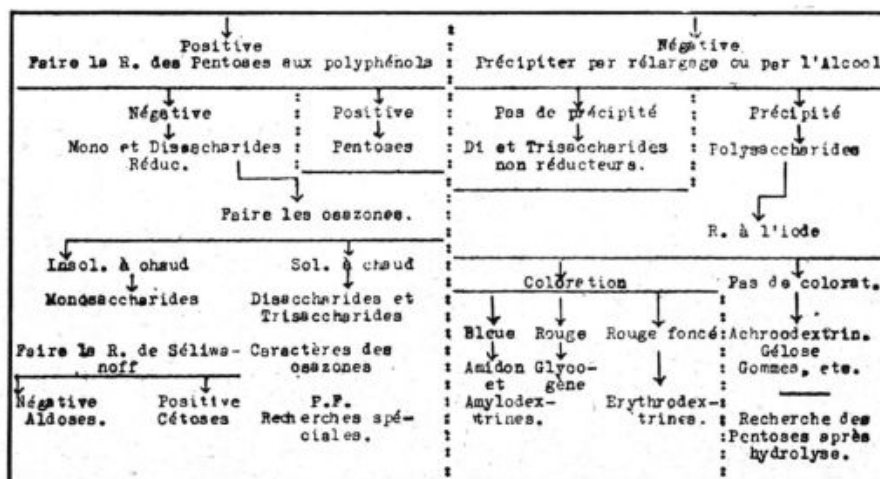 Positive
Faire la R. des Pentoses aux polyphénols
Négative
Mono et Dissaccharides
Réduc.
Positive
Pentoses
Faire les osazones.
Insol. à chaud
Monosaccharides
Faire la R. de Séliwa-
noff
Négative
Aldoses.
Positive
Cétoses
Sol. à chaud
Disaccharides et
Trisaccharides
Caractères des
osazones
P.F.
Recherches spé-
ciales.
Négative
Précipiter par rélargage ou par l'Alcool
Pas de précipité
Di et Trisaccharides
non réducteurs.
Précipité
Polysaccharides
R. à l'iode
Coloration
Bleue
Amidon
et
Amylodex-
trines.
Rouge
Glyco-
gène
Rouge foncé
Erythrodex-
trines.
Pas de colorat.
Achroodextrin.
Gélose
Gommes, etc.
Recherche des
Pentoses après
hydrolyse.